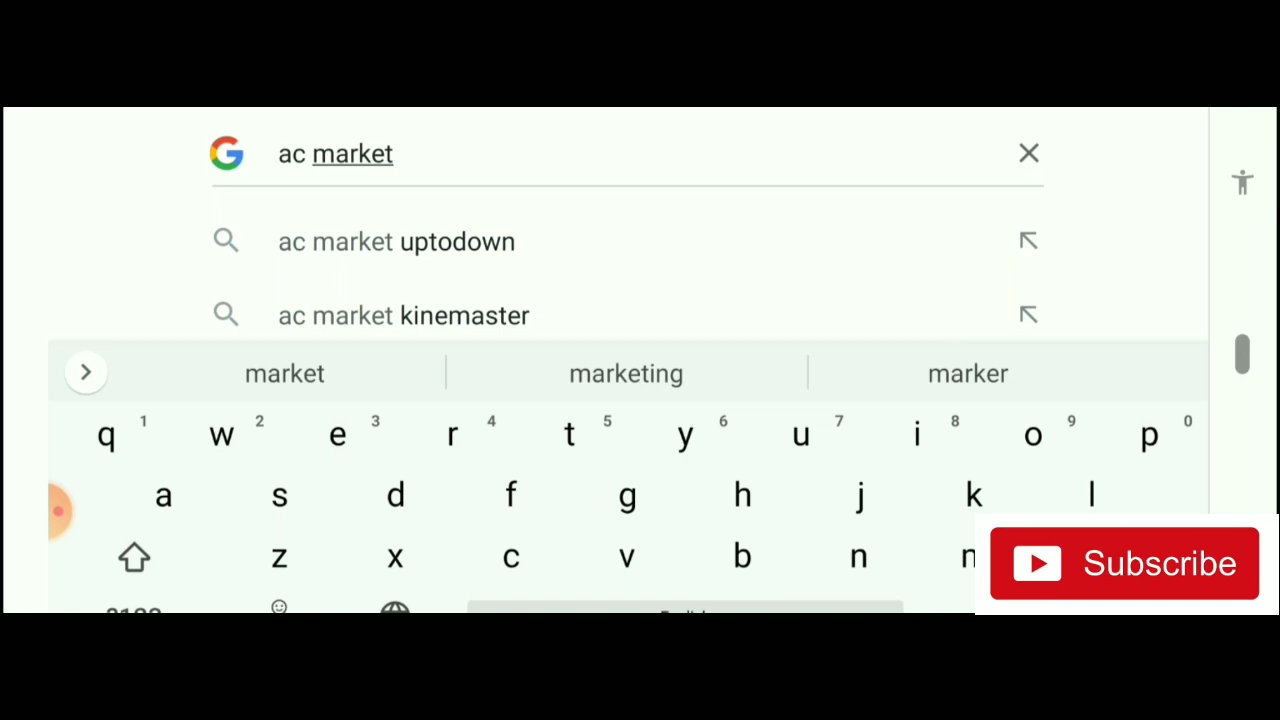 ac market
ac market uptodown
ac market kinemaster
market marketing marker
q 1 w 2 e 3 r 4 t 5 y 6 u 7 i 8 o 9 p 0
a s d f g h j k l
z x c v b n
Subscribe